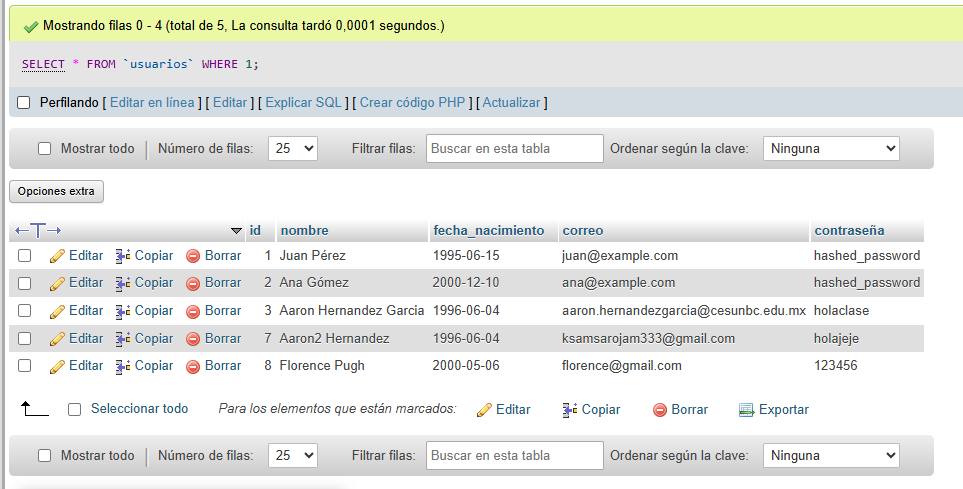 Mostrando filas 0 - 4 (total de 5, La consulta tardó 0,0001 segundos.)
SELECT * FROM `usuarios` WHERE 1;
Perfilando [ Editar en línea ] [ Editar ] [ Explicar SQL ] [ Crear código PHP ] [ Actualizar ]
Mostrar todo Número de filas: 25 Filtrar filas: Buscar en esta tabla Ordenar según la clave: Ninguna
Opciones extra
←T→ id nombre fecha_nacimiento correo contraseña
Editar Copiar Borrar 1 Juan Pérez 1995-06-15 juan@example.com hashed_password
Editar Copiar Borrar 2 Ana Gómez 2000-12-10 ana@example.com hashed_password
Editar Copiar Borrar 3 Aaron Hernandez Garcia 1996-06-04 aaron.hernandezgarcia@cesunbc.edu.mx holaclase
Editar Copiar Borrar 7 Aaron2 Hernandez 1996-06-04 ksamsarojam333@gmail.com holajeje
Editar Copiar Borrar 8 Florence Pugh 2000-05-06 florence@gmail.com 123456
Seleccionar todo Para los elementos que están marcados: Editar Copiar Borrar Exportar
Mostrar todo Número de filas: 25 Filtrar filas: Buscar en esta tabla Ordenar según la clave: Ninguna